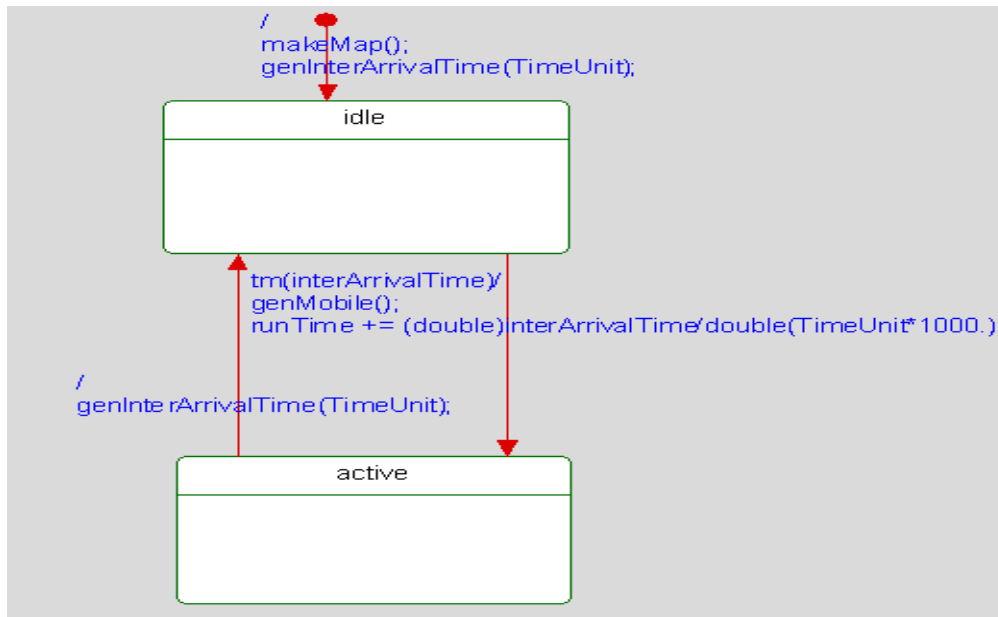 /
makeMap();
genInterArrivalTime(TimeUnit);
idle
tm(interArrivalTime)/
genMobile();
runTime += (double)interArrivalTime/double(TimeUnit*1000.)
/
genInterArrivalTime(TimeUnit);
active